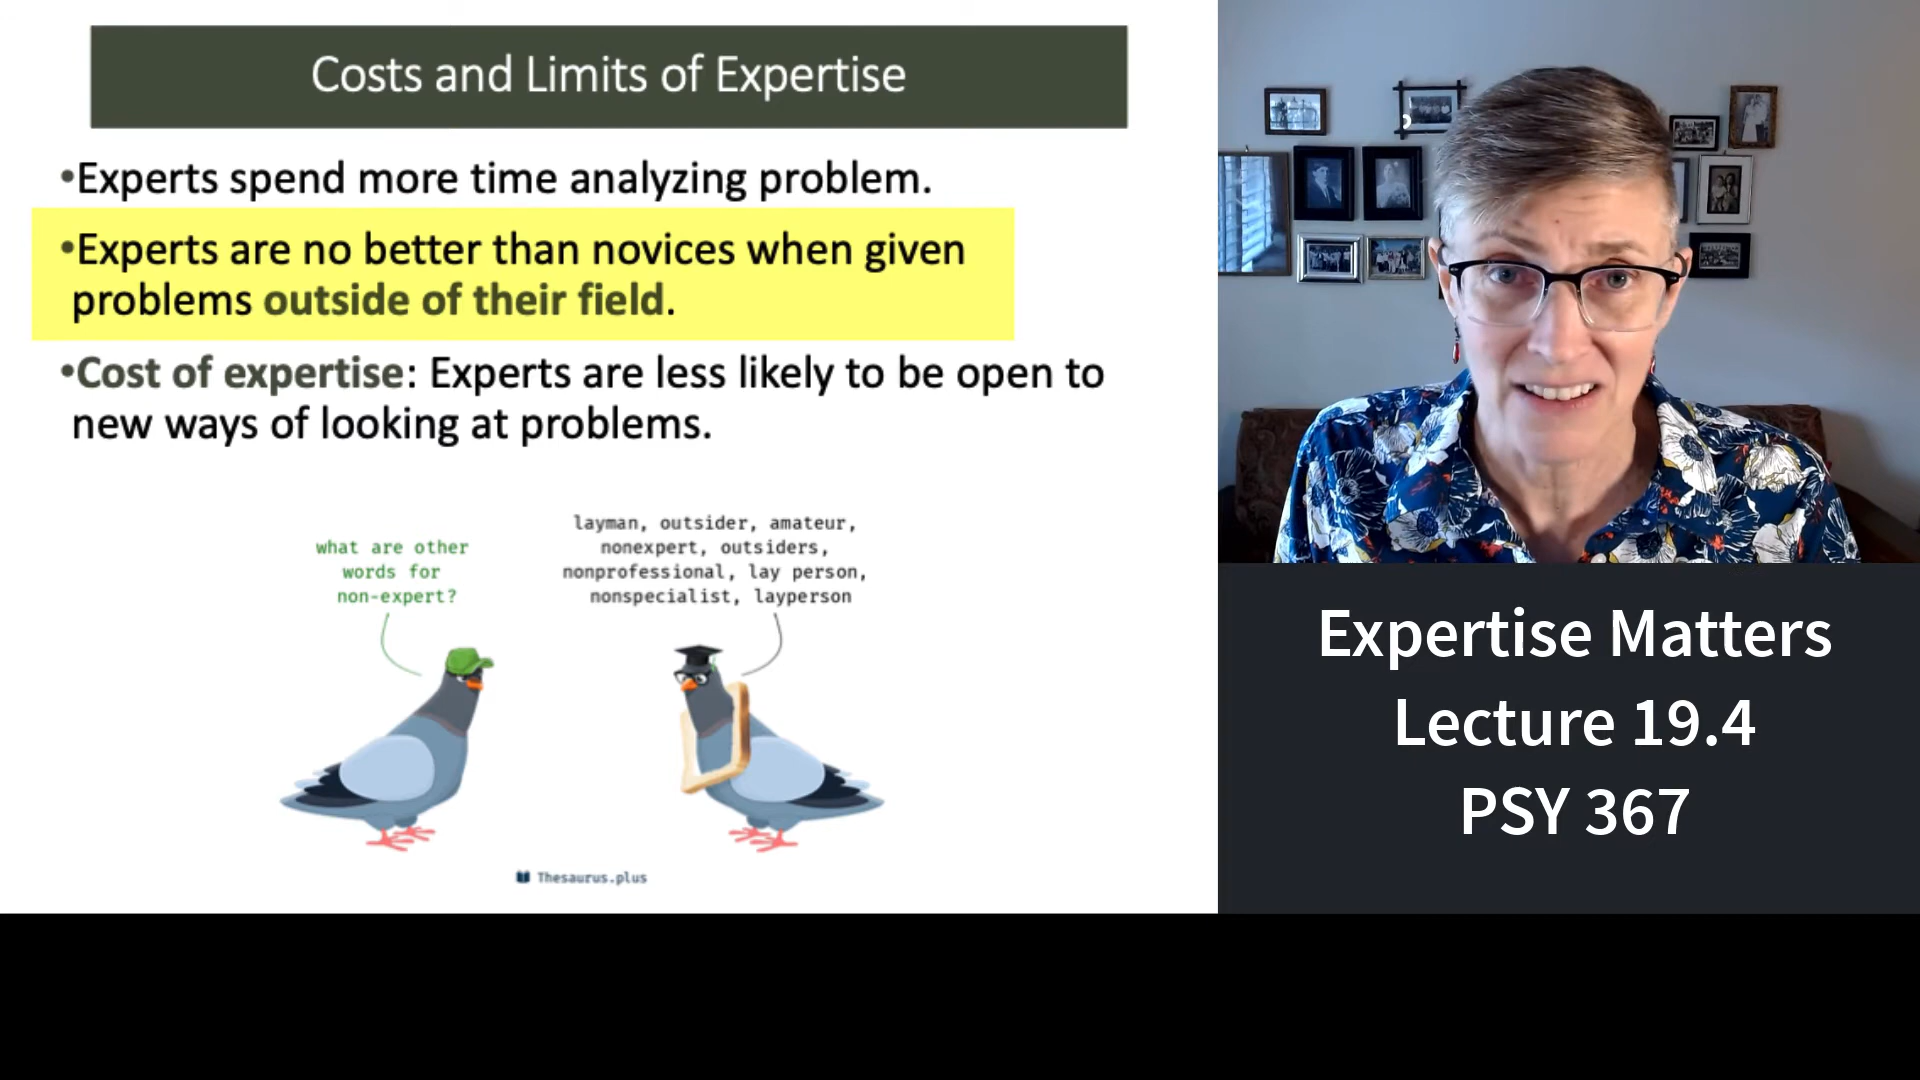 Costs and Limits of Expertise
•Experts spend more time analyzing problem.
•Experts are no better than novices when given
problems outside of their field.
•Cost of expertise: Experts are less likely to be open to
new ways of looking at problems.
what are other
words for
non-expert?
layman, outsider, amateur,
nonexpert, outsiders,
nonprofessional, lay person,
nonspecialist, layperson
Thesaurus.plus
Expertise Matters
Lecture 19.4
PSY 367